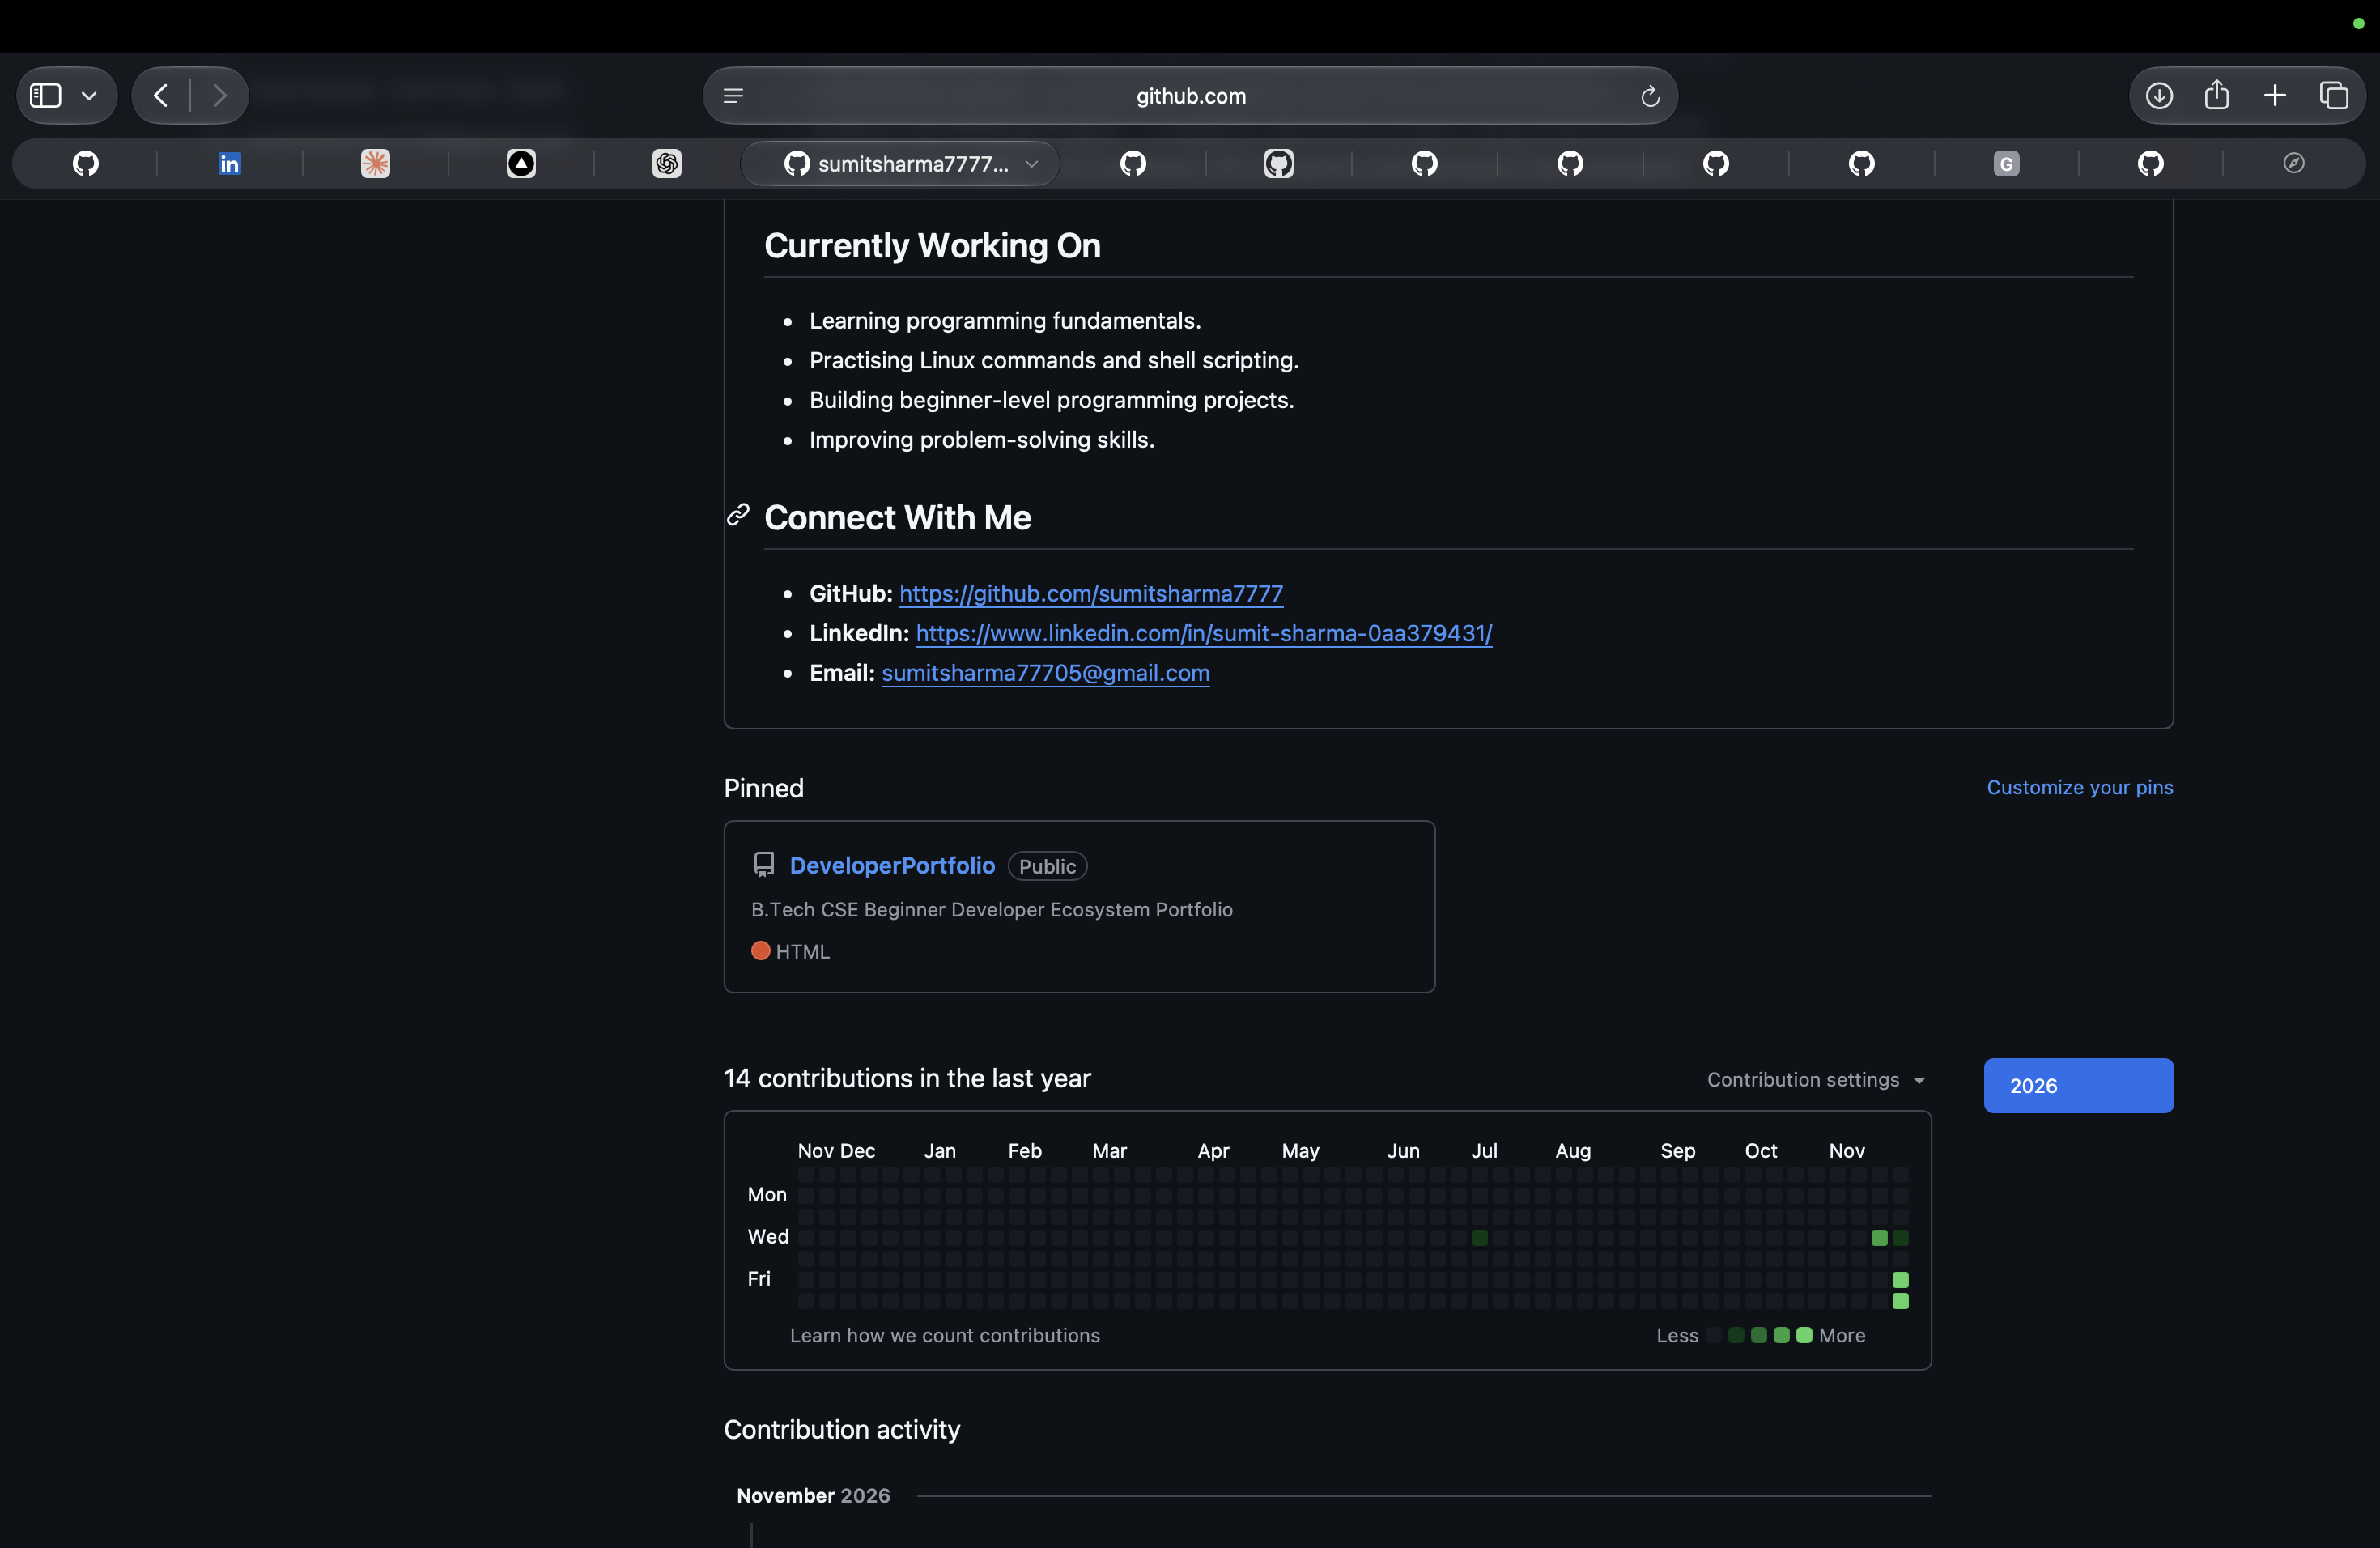 github.com
sumitsharma7777...
G
Currently Working On
Learning programming fundamentals.
Practising Linux commands and shell scripting.
Building beginner-level programming projects.
Improving problem-solving skills.
Connect With Me
GitHub: https://github.com/sumitsharma7777
LinkedIn: https://www.linkedin.com/in/sumit-sharma-0aa379431/
Email: sumitsharma77705@gmail.com
Pinned
Customize your pins
DeveloperPortfolio Public
B.Tech CSE Beginner Developer Ecosystem Portfolio
HTML
14 contributions in the last year
Contribution settings
2026
Nov Dec Jan Feb Mar Apr May Jun Jul Aug Sep Oct Nov
Mon
Wed
Fri
Learn how we count contributions
Less More
Contribution activity
November 2026